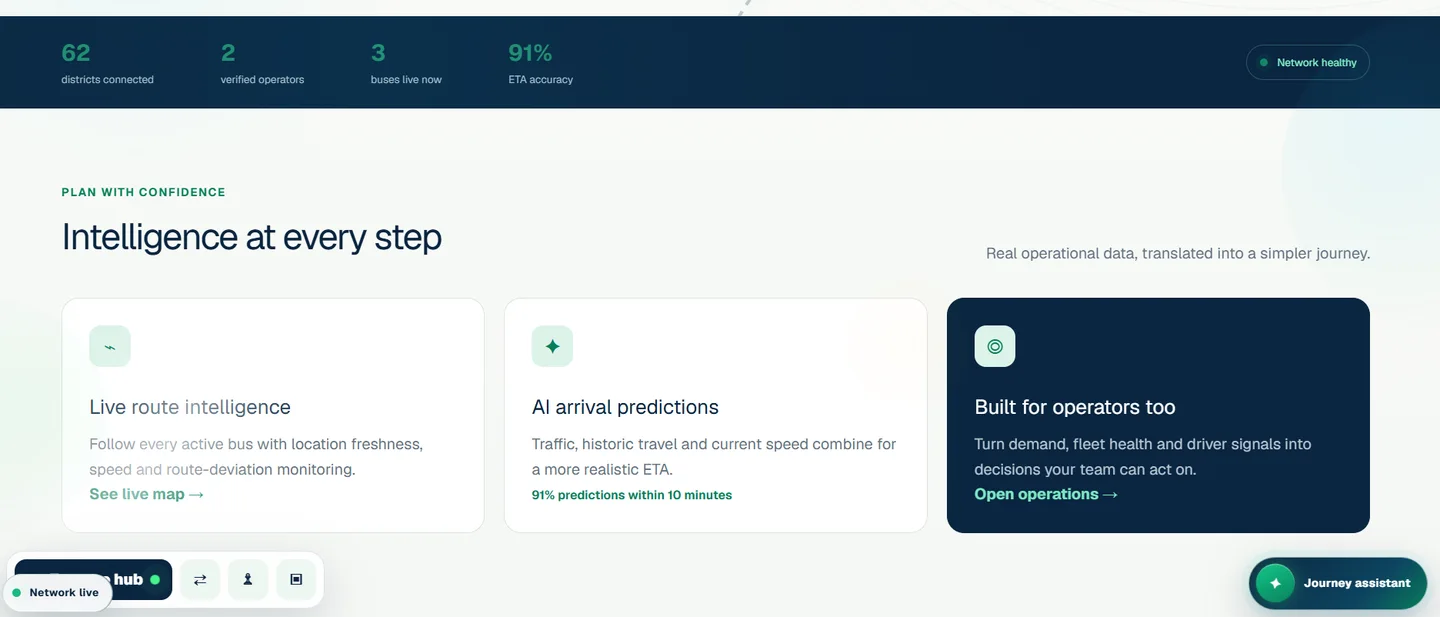 62
districts connected
2
verified operators
3
buses live now
91%
ETA accuracy
Network healthy
PLAN WITH CONFIDENCE
Intelligence at every step
Real operational data, translated into a simpler journey.
Live route intelligence
Follow every active bus with location freshness,
speed and route-deviation monitoring.
See live map →
AI arrival predictions
Traffic, historic travel and current speed combine for
a more realistic ETA.
91% predictions within 10 minutes
Built for operators too
Turn demand, fleet health and driver signals into
decisions your team can act on.
Open operations →
hub
Network live
Journey assistant